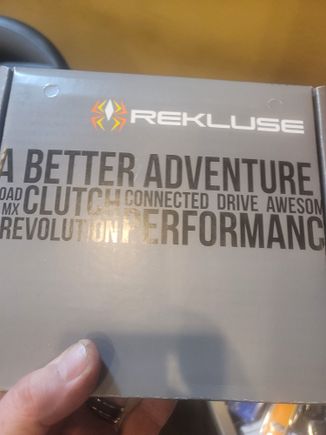 REKLUSE
A BETTER ADVENTURE
OAD
MX
CLUTCH
CONNECTED DRIVE AWESOM
REVOLUTION
PERFORMANC